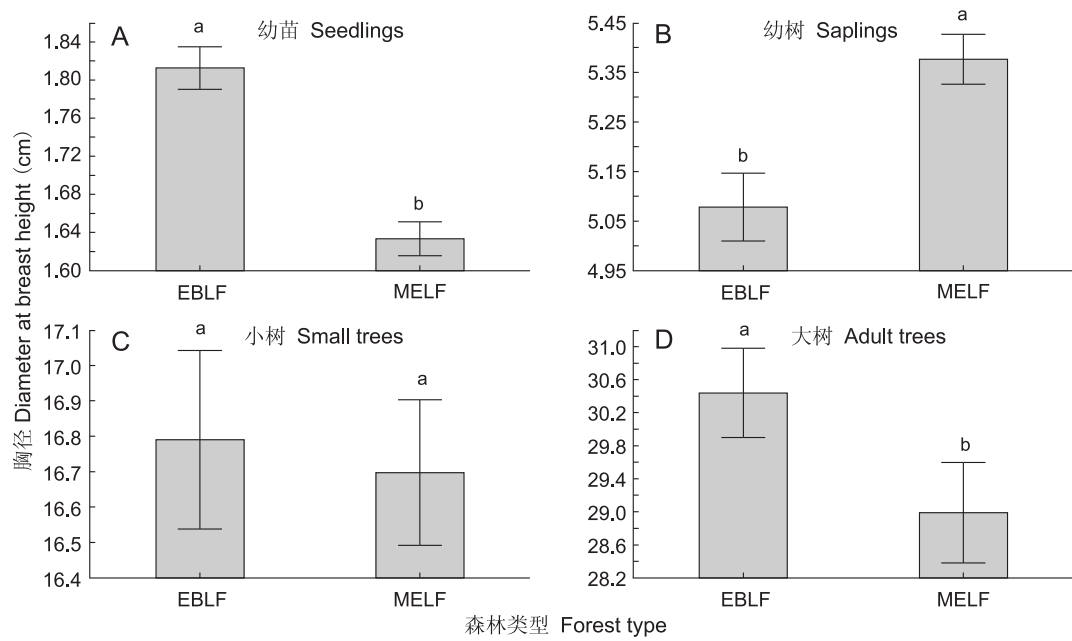 胸径 Diameter at breast height (cm)
A
幼苗 Seedlings
1.84
1.80
1.76
1.72
1.68
1.64
1.60
a
b
EBLF
MELF
B
幼树 Saplings
5.45
5.35
5.25
5.15
5.05
4.95
b
a
EBLF
MELF
C
小树 Small trees
17.1
17.0
16.9
16.8
16.7
16.6
16.5
16.4
a
a
EBLF
MELF
D
大树 Adult trees
31.0
30.6
30.2
29.8
29.4
29.0
28.6
28.2
a
b
EBLF
MELF
森林类型 Forest type